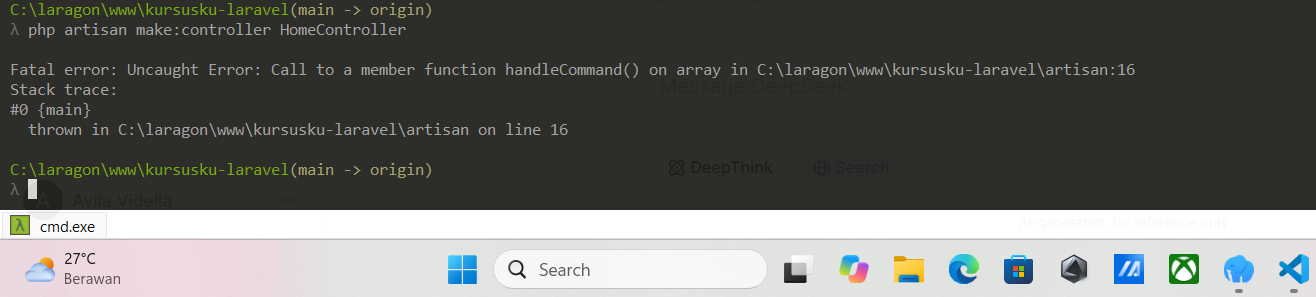 C:\laragon\www\kursusku-laravel(main -> origin)
λ php artisan make:controller HomeController
Fatal error: Uncaught Error: Call to a member function handleCommand() on array in C:\laragon\www\kursusku-laravel\artisan:16
Message DeepSeek
Stack trace:
#0 {main}
thrown in C:\laragon\www\kursusku-laravel\artisan on line 16
C:\laragon\www\kursusku-laravel(main -> origin)
DeepThink
Search
λ
A
Avila Vidella
...
AI-generated, for reference only
λ cmd.exe
27°C
Berawan
Search